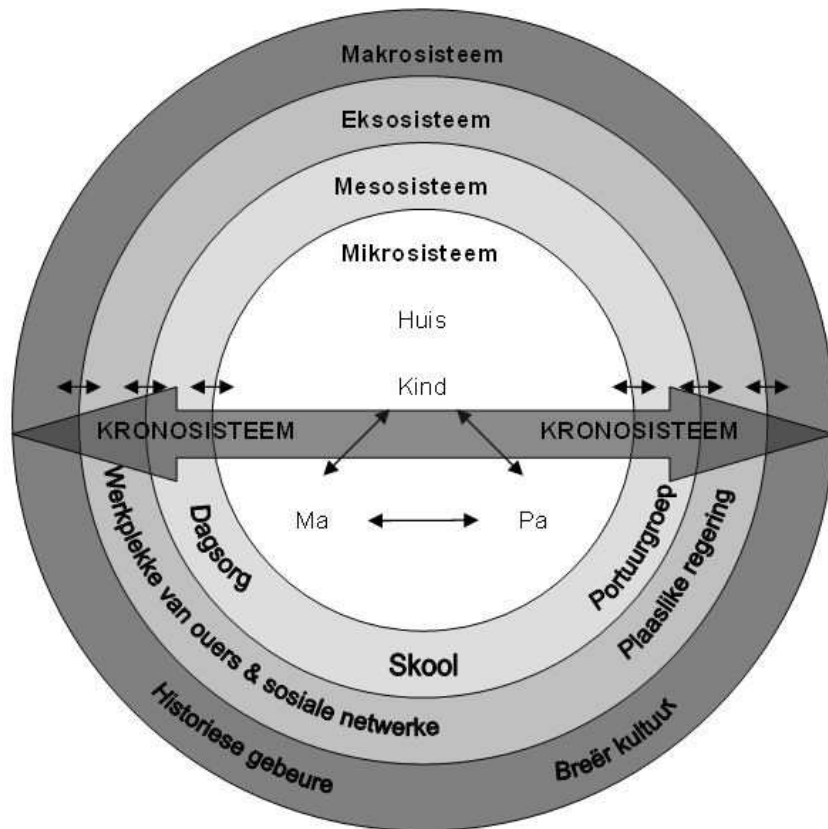 Makrosisteem
Eksosisteem
Mesosisteem
Mikrosisteem
Huis
Kind
KRONOSISTEEM
KRONOSISTEEM
Ma
Pa
Dagsorg
Skool
Portuurgroep
Werkplekke van ouers & sosiale netwerke
Plaaslike regering
Historiese gebeure
Breër kultuur